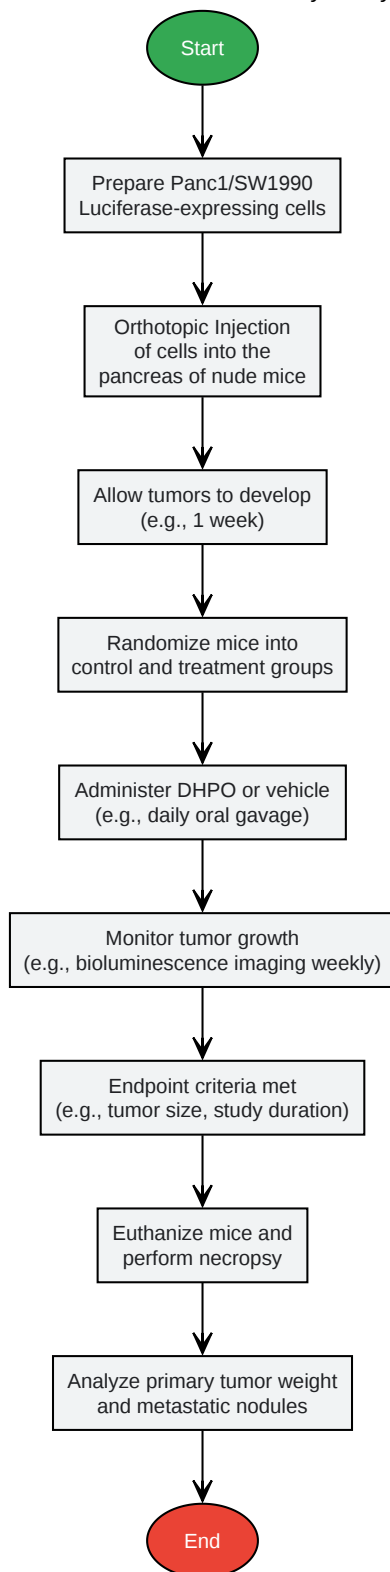 Start
Prepare Panc1/SW1990
Luciferase-expressing cells
Orthotopic Injection
of cells into the
pancreas of nude mice
Allow tumors to develop
(e.g., 1 week)
Randomize mice into
control and treatment groups
Administer DHPO or vehicle
(e.g., daily oral gavage)
Monitor tumor growth
(e.g., bioluminescence imaging weekly)
Endpoint criteria met
(e.g., tumor size, study duration)
Euthanize mice and
perform necropsy
Analyze primary tumor weight
and metastatic nodules
End